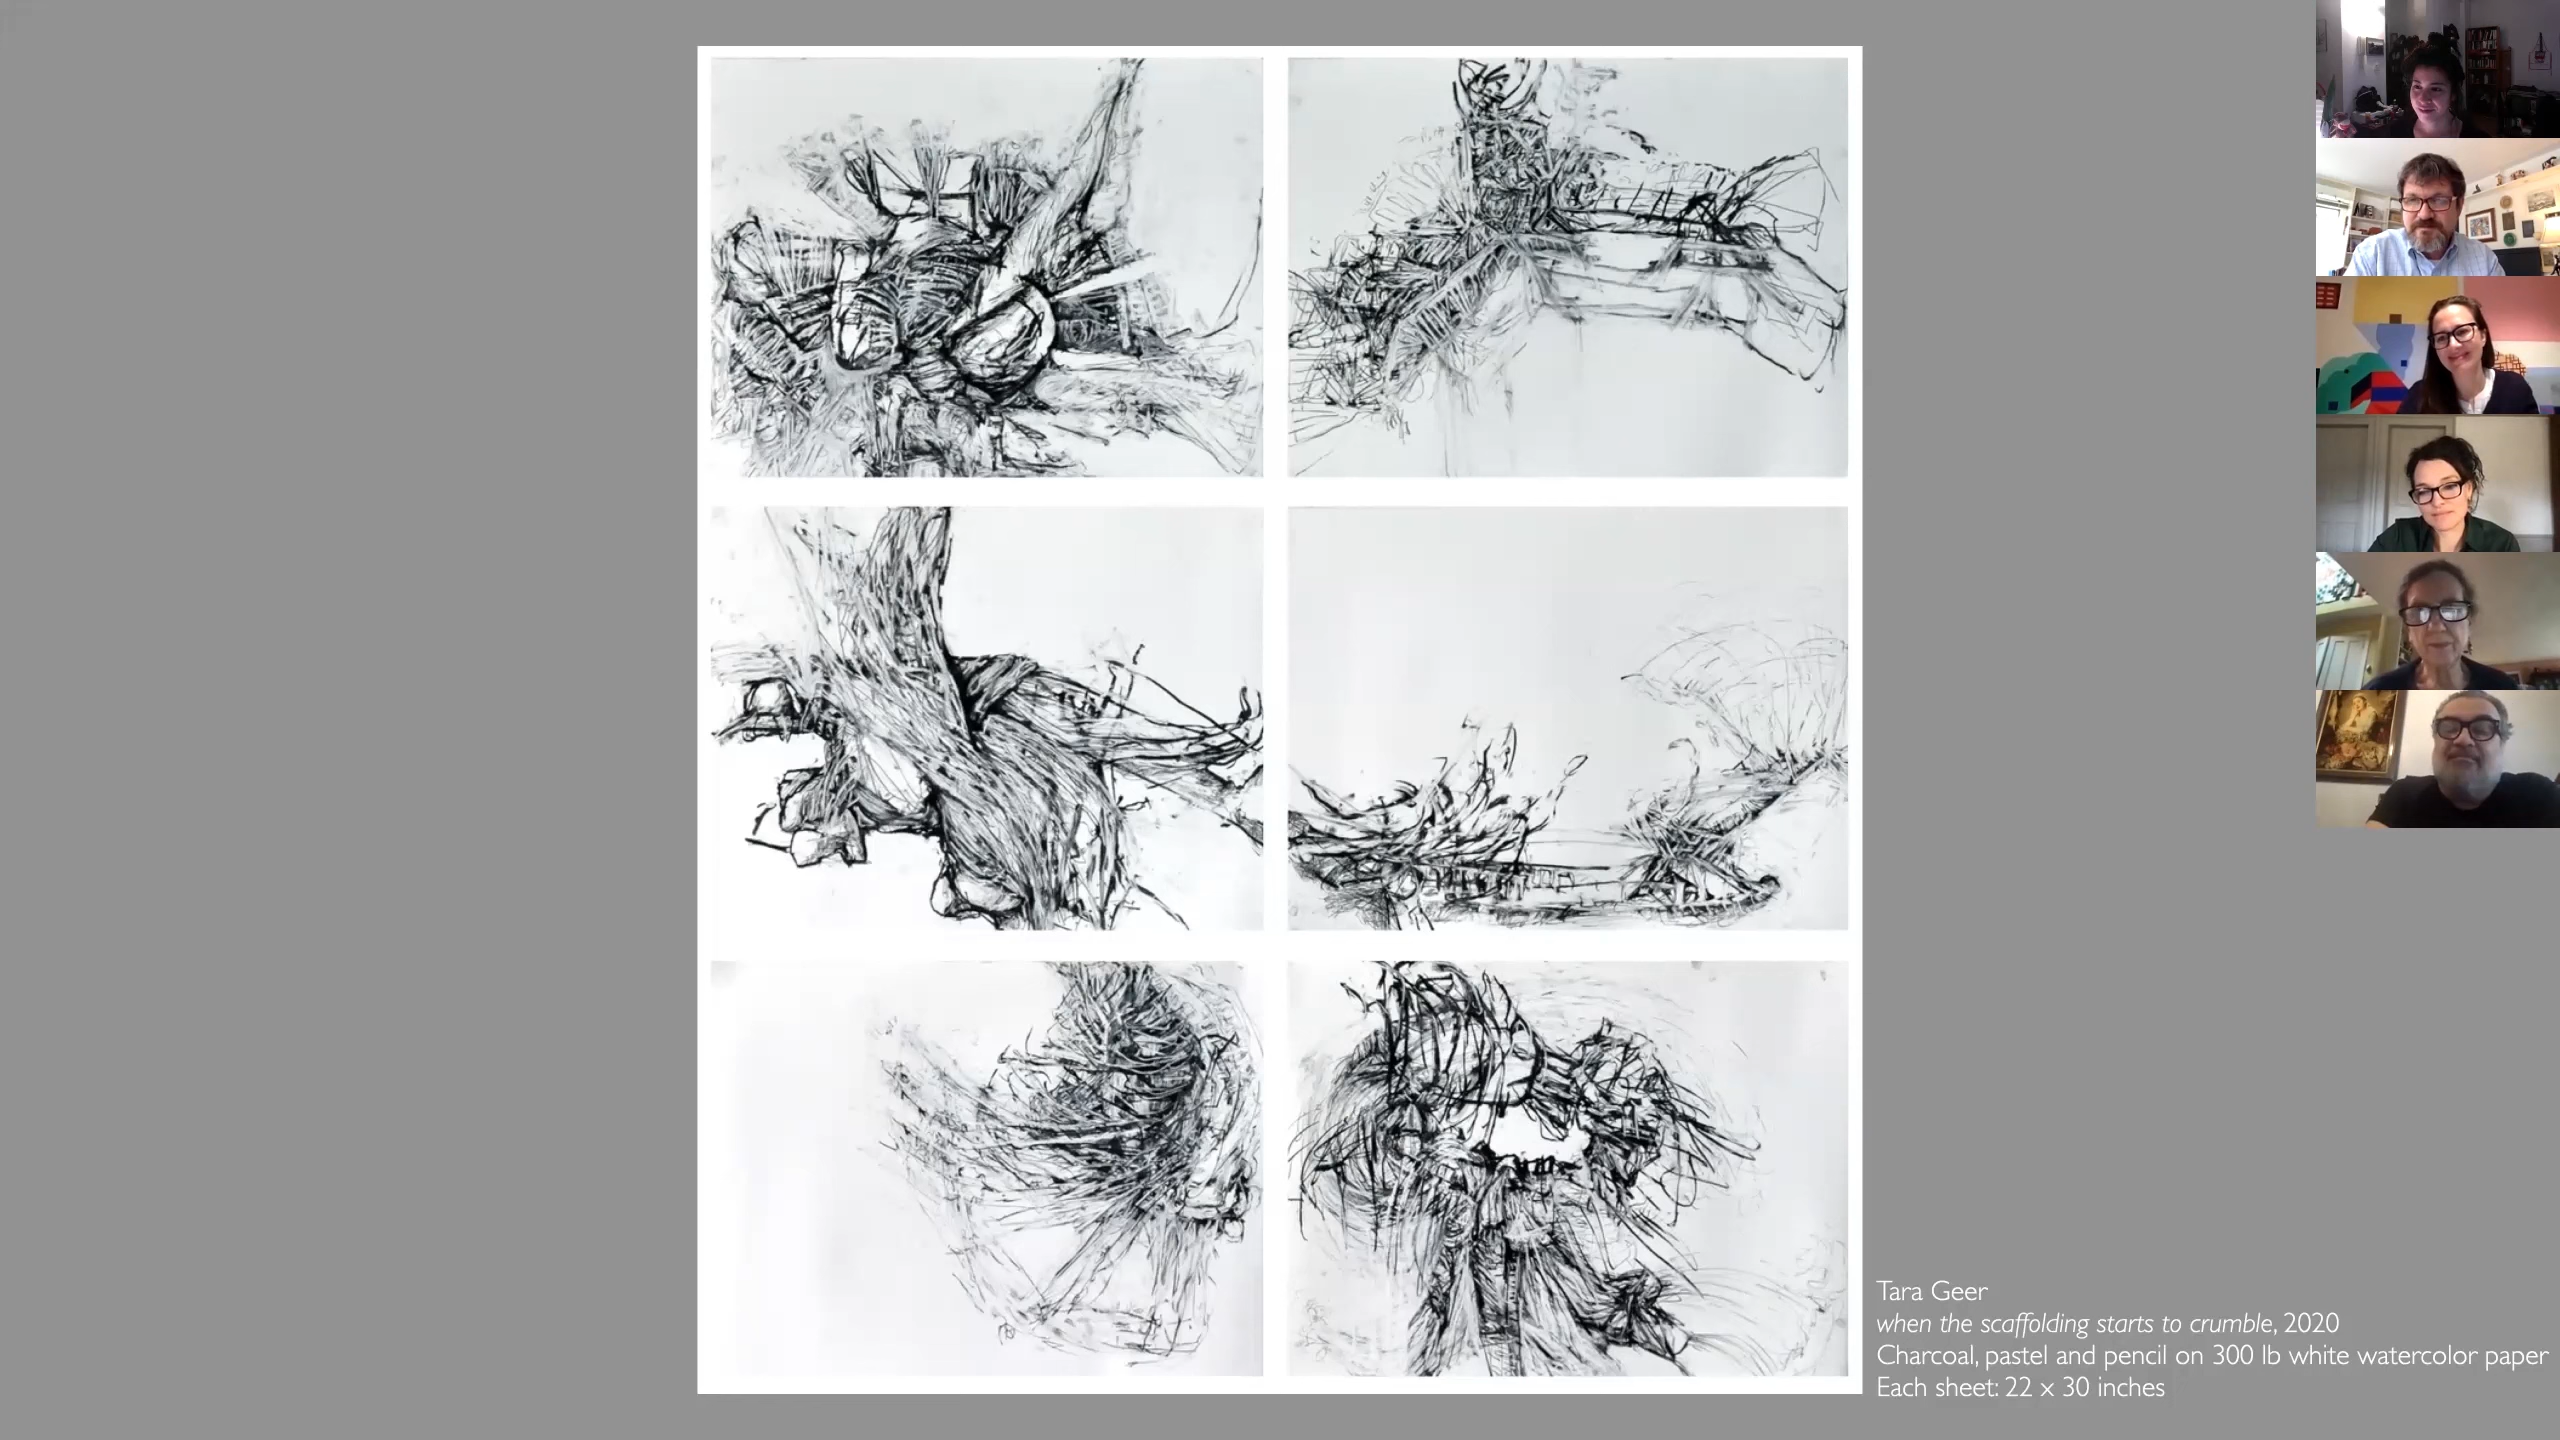 Tara Geer
when the scaffolding starts to crumble, 2020
Charcoal, pastel and pencil on 300 lb white watercolor paper
Each sheet: 22 x 30 inches